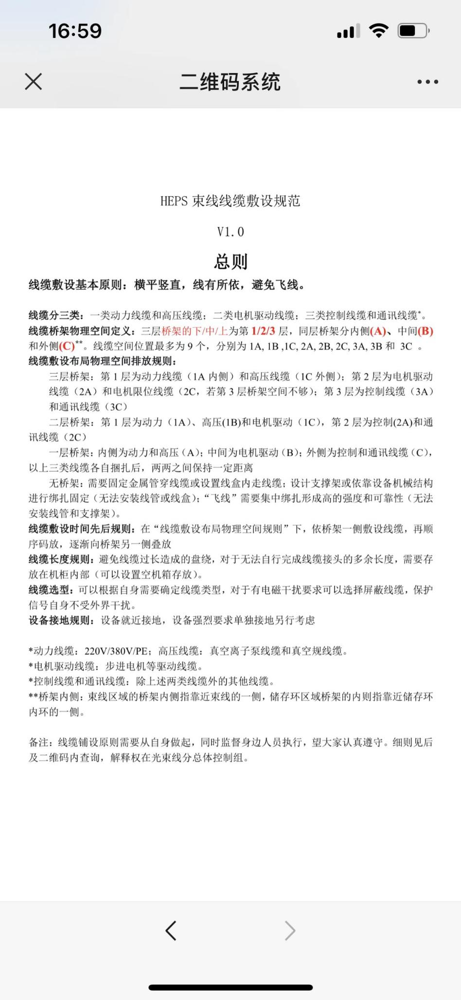 16:59
二维码系统
HEPS 束线线缆敷设规范
V1.0
总则
线缆敷设基本原则：横平竖直，线有所依，避免飞线。
线缆分三类：一类动力线缆和高压线缆；二类电机驱动线缆；三类控制线缆和通讯线缆*。
线缆桥架物理空间定义：三层桥架的下/中/上为第 1/2/3 层，同层桥架分内侧(A)、中间(B)
和外侧(C)**。线缆空间位置最多为 9 个，分别为 1A, 1B ,1C, 2A, 2B, 2C, 3A, 3B 和 3C 。
线缆敷设布局物理空间排放规则：
三层桥架：第 1 层为动力线缆（1A 内侧）和高压线缆（1C 外侧）；第 2 层为电机驱动
线缆（2A）和电机限位线缆（2C，若第 3 层桥架空间不够）；第 3 层为控制线缆（3A）
和通讯线缆（3C）
二层桥架：第 1 层为动力（1A）、高压(1B)和电机驱动（1C），第 2 层为控制(2A)和通
讯线缆（2C）
一层桥架：内侧为动力和高压（A）；中间为电机驱动（B）；外侧为控制和通讯线缆（C），
以上三类线缆各自捆扎后，两两之间保持一定距离
无桥架：需要固定金属管穿线缆或设置线盒内走线缆；设计支撑架或依靠设备机械结构
进行绑扎固定（无法安装线管或线盒）；“飞线”需要集中绑扎形成高的强度和可靠性（无法
安装线管和支撑架）。
线缆敷设时间先后规则：在“线缆敷设布局物理空间规则”下，依桥架一侧敷设线缆，再顺
序码放，逐渐向桥架另一侧叠放
线缆长度规则：避免线缆过长造成的盘绕，对于无法自行完成线缆接头的多余长度，需要存
放在机柜内部（可以设置空机箱存放）。
线缆选型：可以根据自身需要确定线缆类型，对于有电磁干扰要求可以选择屏蔽线缆，保护
信号自身不受外界干扰。
设备接地规则：设备就近接地，设备强烈要求单独接地另行考虑
*动力线缆：220V/380V/PE；高压线缆：真空离子泵线缆和真空规线缆。
*电机驱动线缆：步进电机等驱动线缆。
*控制线缆和通讯线缆：除上述两类线缆外的其他线缆。
**桥架内侧：束线区域的桥架内侧指靠近束线的一侧，储存环区域桥架的内则指靠近储存环
内环的一侧。
备注：线缆铺设原则需要从自身做起，同时监督身边人员执行，望大家认真遵守。细则见后
及二维码内查询，解释权在光束线分总体控制组。